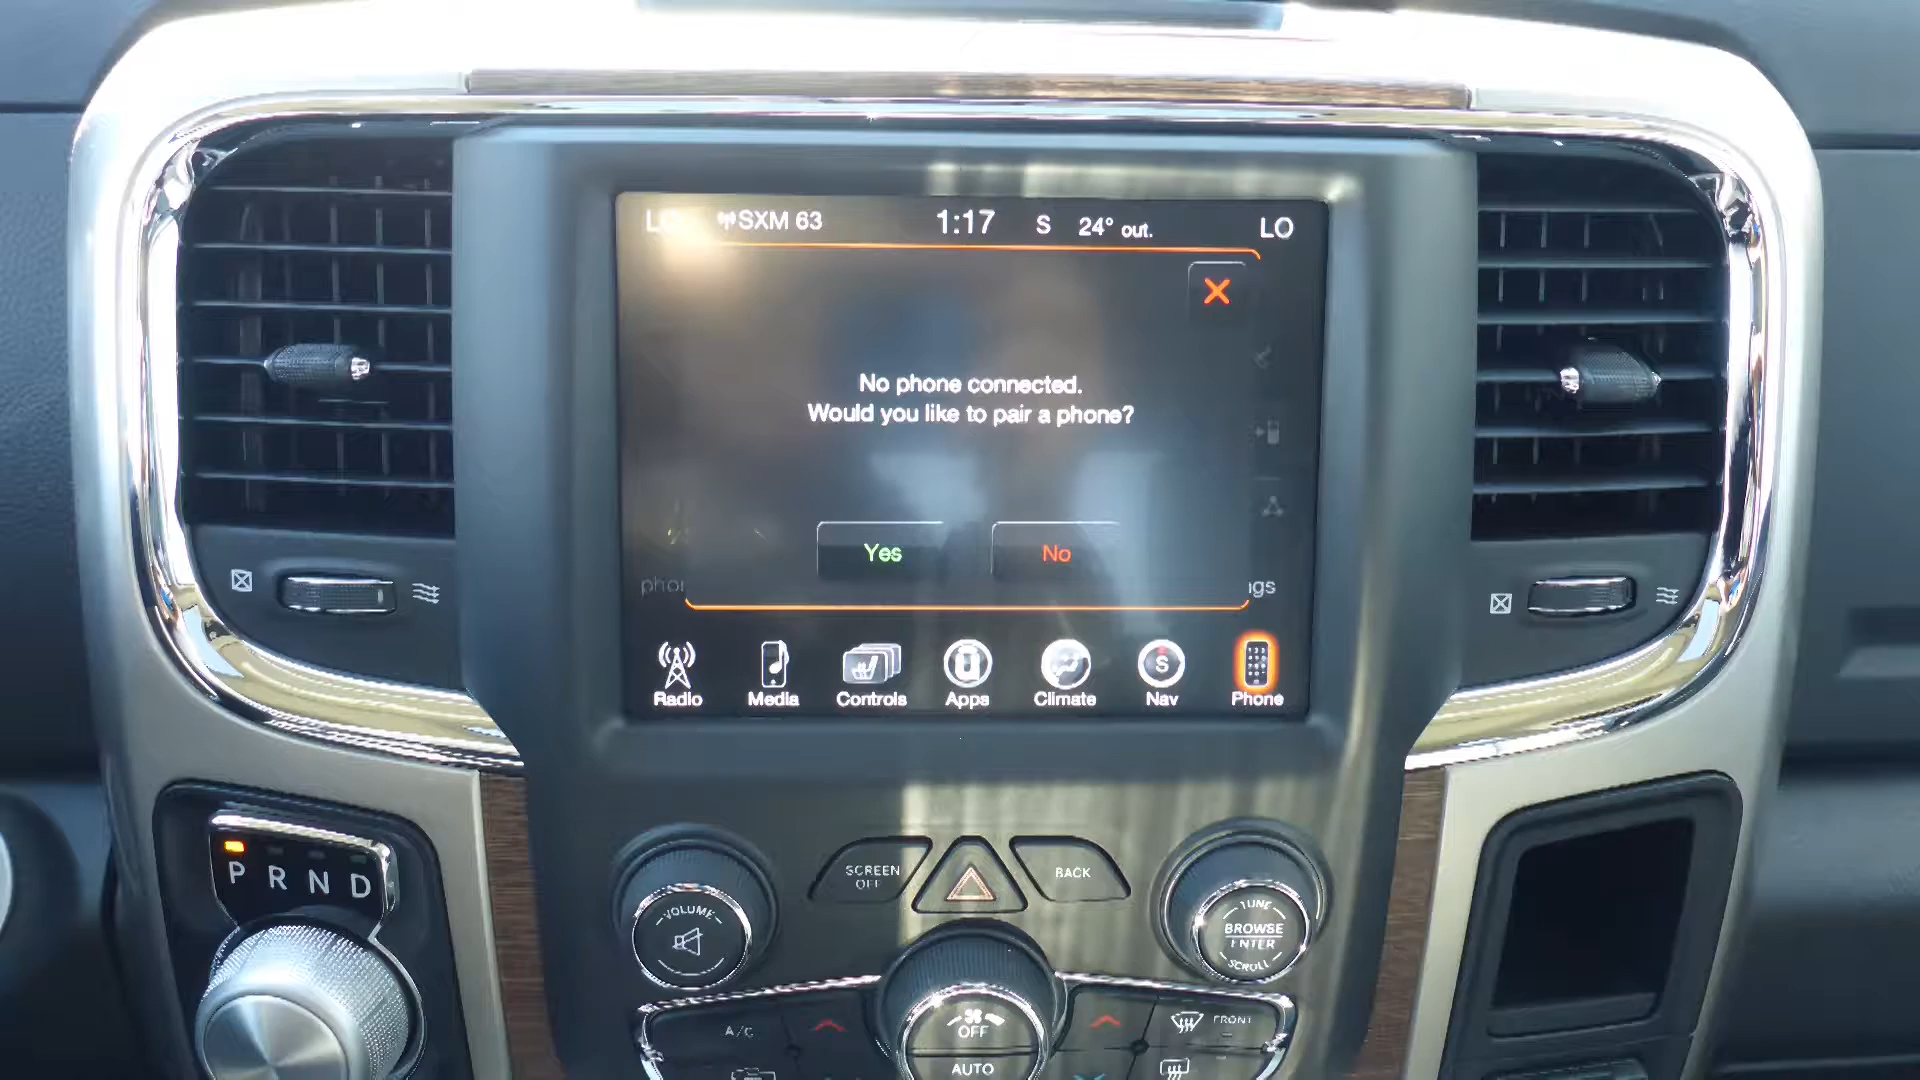 LO SXM 63 1:17 S 24° out. LO
No phone connected.
Would you like to pair a phone?
Yes No
Radio Media Controls Apps Climate S Nav Phone
P R N D
SCREEN
OFF
BACK
VOLUME
TUNE
BROWSE
ENTER
SCROLL
A/C
OFF
AUTO
FRONT